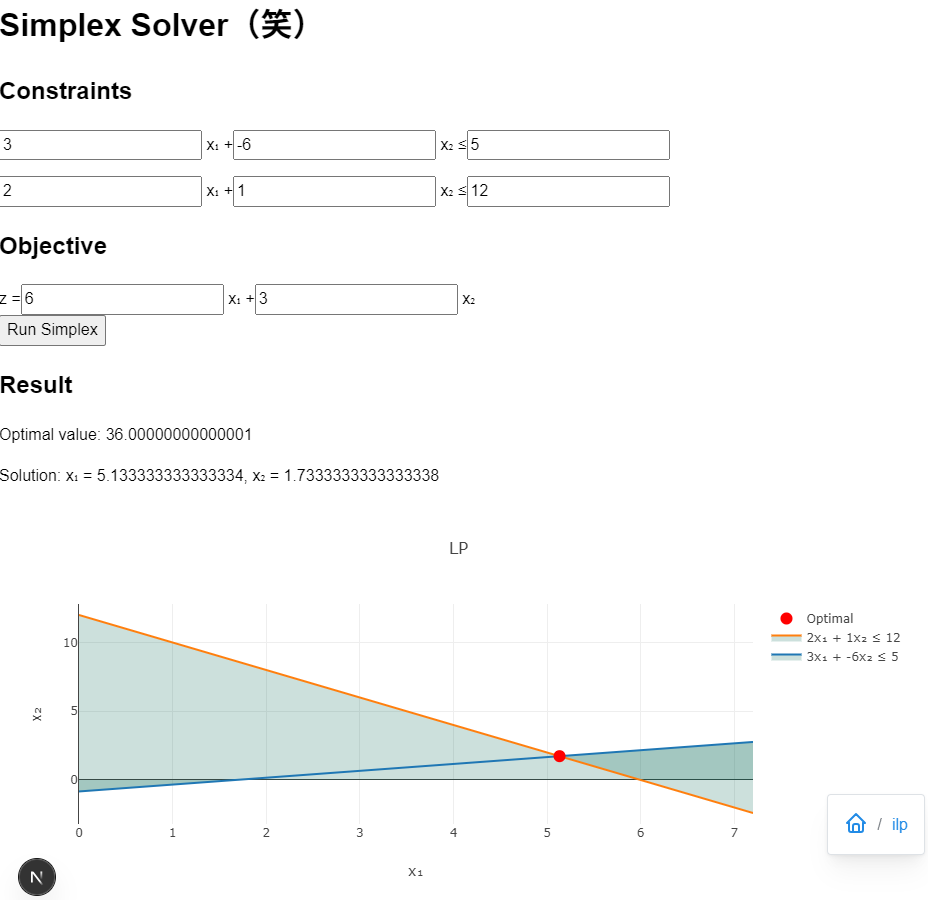 Simplex Solver（笑）
Constraints
3 x₁ + -6 x₂ ≤ 5
2 x₁ + 1 x₂ ≤ 12
Objective
z = 6 x₁ + 3 x₂
Run Simplex
Result
Optimal value: 36.00000000000001
Solution: x₁ = 5.133333333333334, x₂ = 1.7333333333333338
LP
Optimal
2x₁ + 1x₂ ≤ 12
3x₁ + -6x₂ ≤ 5
10
5
0
x₂
0 1 2 3 4 5 6 7
x₁
/ ilp
N